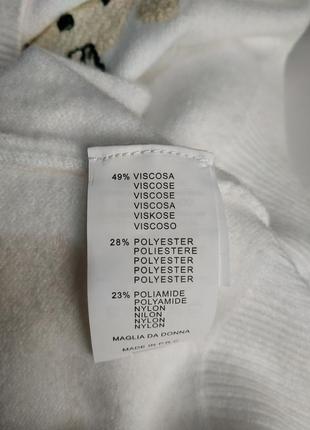 49% VISCOSA
VISCOSE
VISCOSE
VISCOSA
VISKOSE
VISCOSO
28% POLYESTER
POLIESTERE
POLYESTER
POLYESTER
POLYESTER
23% POLIAMIDE
POLYAMIDE
NYLON
NILON
NYLON
NYLON
MAGLIA DA DONNA
MADE IN P.R.C.